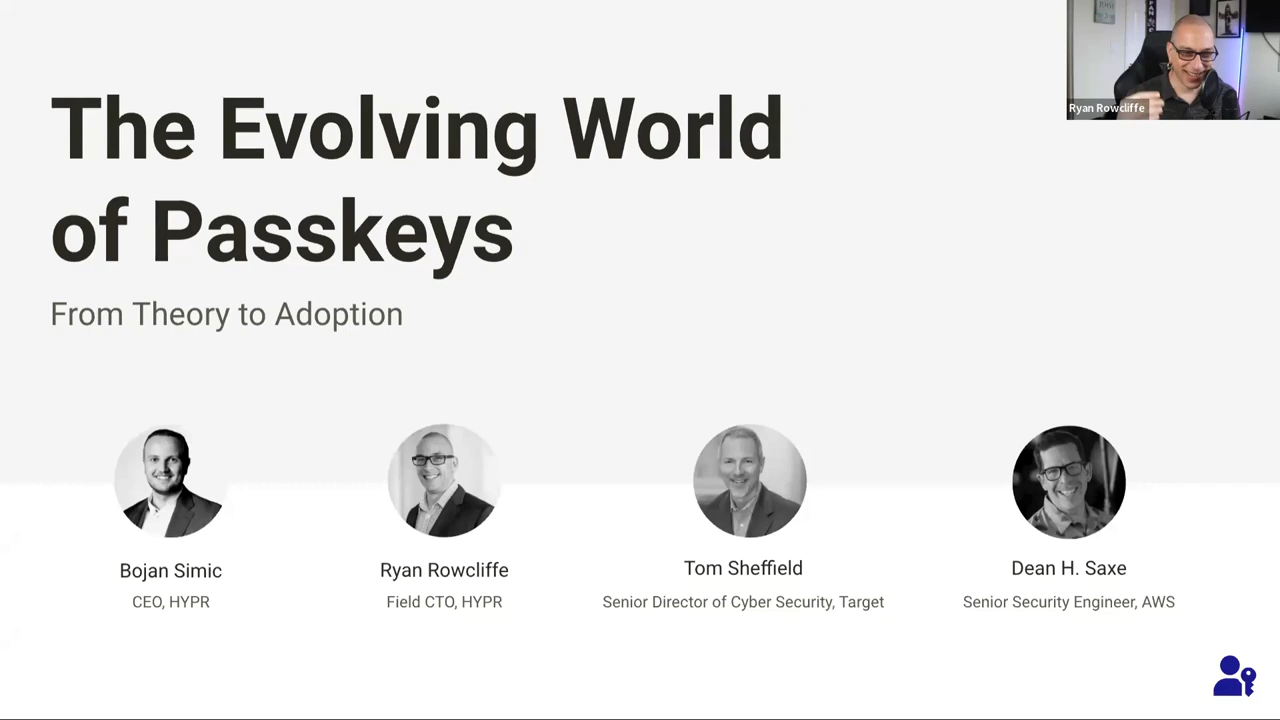 Ryan Rowcliffe
The Evolving World
of Passkeys
From Theory to Adoption
Bojan Simic
CEO, HYPR
Ryan Rowcliffe
Field CTO, HYPR
Tom Sheffield
Senior Director of Cyber Security, Target
Dean H. Saxe
Senior Security Engineer, AWS